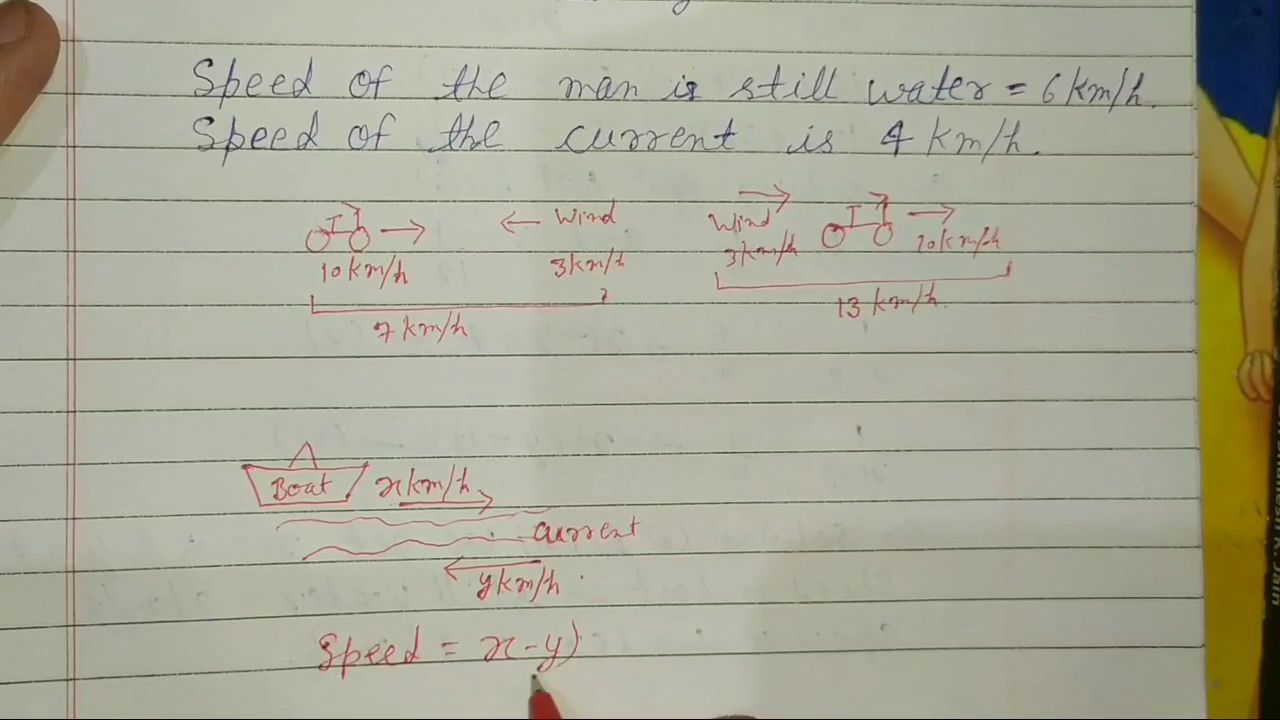 Speed of the man is still water = 6 km/h.
Speed of the current is 4 km/h.
← Wind
Wind
10 km/h
3 km/h
3 km/h
10 km/h
7 km/h
13 km/h
Boat x km/h
current
y km/h
Speed = x - y)